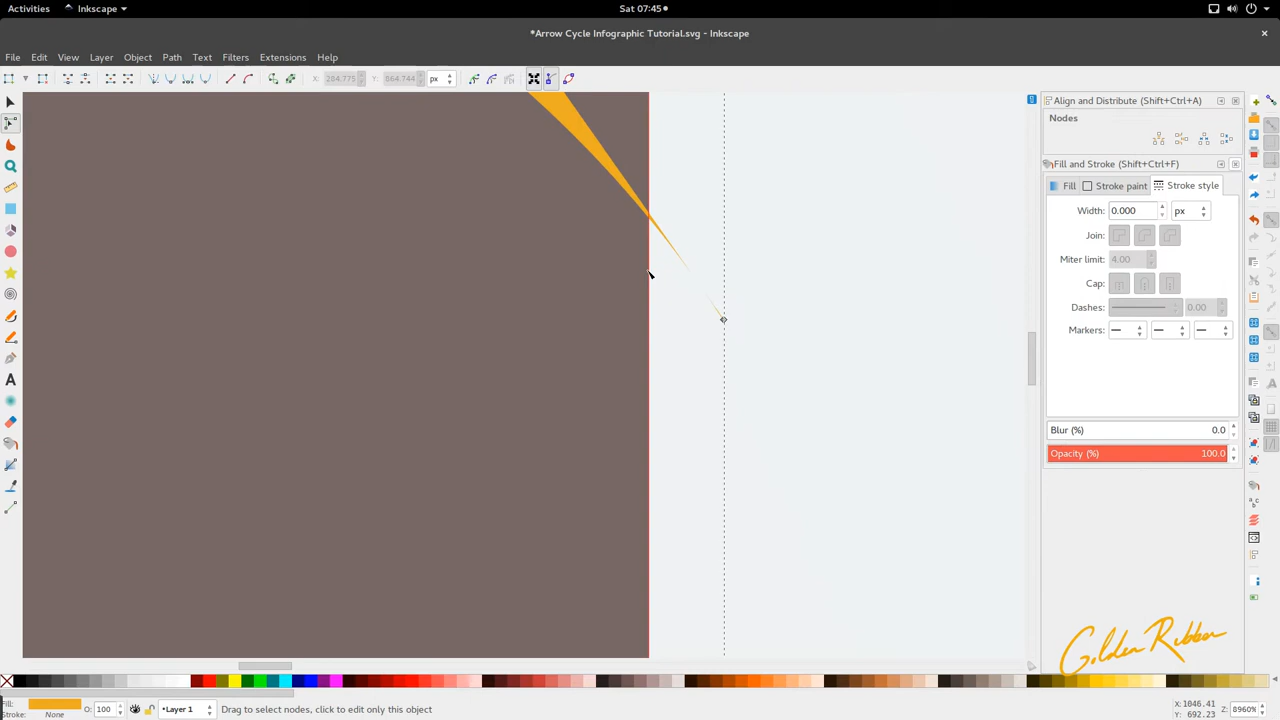 Activities
Inkscape
Sat 07:45
*Arrow Cycle Infographic Tutorial.svg - Inkscape
File Edit View Layer Object Path Text Filters Extensions Help
X: 284.775 Y: 864.744 px
Align and Distribute (Shift+Ctrl+A)
Nodes
Fill and Stroke (Shift+Ctrl+F)
Fill Stroke paint Stroke style
Width: 0.000 px
Join:
Miter limit: 4.00
Cap:
Dashes: 0.00
Markers:
Blur (%) 0.0
Opacity (%) 100.0
Golden Ribbon
Fill:
Stroke: None
O: 100
Layer 1
Drag to select nodes, click to edit only this object
X: 1046.41
Y: 692.23
Z: 8960%